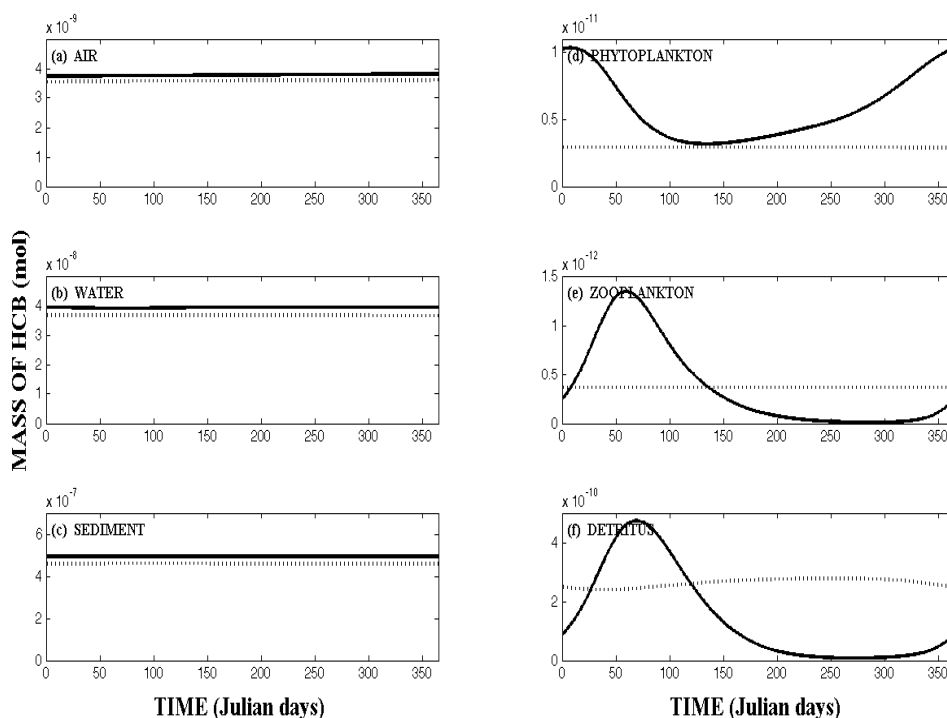 MASS OF HCB (mol)
x 10^-9
(a) AIR
4
3
2
1
0
0 50 100 150 200 250 300 350
x 10^-8
(b) WATER
4
3
2
1
0
0 50 100 150 200 250 300 350
x 10^-7
(c) SEDIMENT
6
4
2
0
0 50 100 150 200 250 300 350
TIME (Julian days)
x 10^-11
(d) PHYTOPLANKTON
1
0.5
0
0 50 100 150 200 250 300 350
x 10^-12
(e) ZOOPLANKTON
1.5
1
0.5
0
0 50 100 150 200 250 300 350
x 10^-10
(f) DETRITUS
4
2
0
0 50 100 150 200 250 300 350
TIME (Julian days)